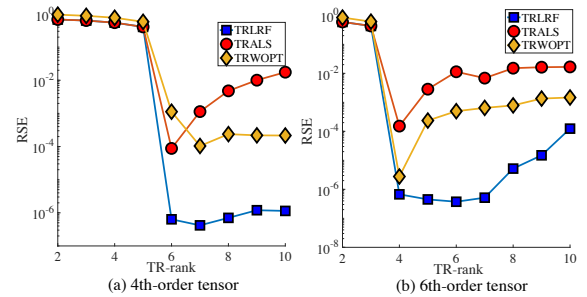 10^0
10^-2
10^-4
10^-6
RSE
2 4 6 8 10
TR-rank
TRLRF
TRALS
TRWOPT
(a) 4th-order tensor
10^0
10^-2
10^-4
10^-6
10^-8
RSE
2 4 6 8 10
TR-rank
TRLRF
TRALS
TRWOPT
(b) 6th-order tensor